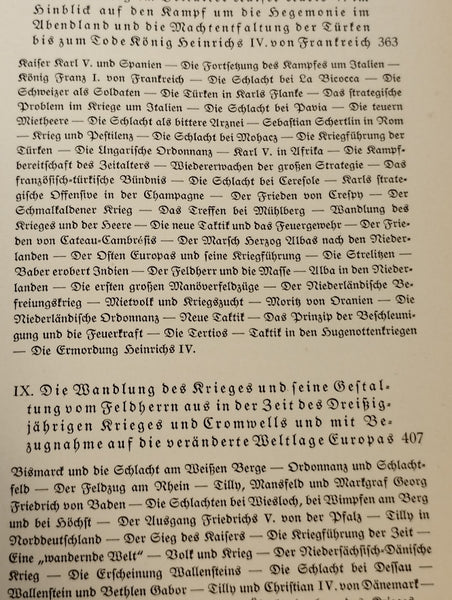 Hinblick auf den Kampf um die Hegemonie im
Abendland und die Machtentfaltung der Türken
bis zum Tode König Heinrichs IV. von Frankreich 363
Kaiser Karl V. und Spanien — Die Fortsetzung des Kampfes um Italien —
König Franz I. von Frankreich — Die Schlacht bei La Bicocca — Die
Schweizer als Soldaten — Die Türken in Karls Flanke — Das strategische
Problem im Kriege um Italien — Die Schlacht bei Pavia — Die teuern
Mietheere — Die Schlacht als bittere Arznei — Sebastian Schertlin in Rom
— Krieg und Pestilenz — Die Schlacht bei Mohacz — Die Kriegführung der
Türken — Die Ungarische Ordonnanz — Karl V. in Afrika — Die Kampf-
bereitschaft des Zeitalters — Wiedererwachen der großen Strategie — Das
französisch-türkische Bündnis — Die Schlacht bei Ceresole — Karls strate-
gische Offensive in der Champagne — Der Frieden von Crespy — Der
Schmalkaldener Krieg — Das Treffen bei Mühlberg — Wandlung des
Krieges und der Heere — Die neue Taktik und das Feuergewehr — Der Frie-
den von Cateau-Cambrésis — Der Marsch Herzog Albas nach den Nieder-
landen — Der Osten Europas und seine Kriegführung — Die Strelitzen —
Baber erobert Indien — Der Feldherr und die Masse — Alba in den Nieder-
landen — Die ersten großen Manöverfeldzüge — Der Niederländische Be-
freiungskrieg — Mietvolk und Kriegszucht — Moritz von Oranien — Die
Niederländische Ordonnanz — Neue Taktik — Das Prinzip der Beschleuni-
gung und die Feuerkraft — Die Tertios — Taktik in den Hugenottenkriegen
— Die Ermordung Heinrichs IV.
IX. Die Wandlung des Krieges und seine Gestal-
tung vom Feldherrn aus in der Zeit des Dreißig-
jährigen Krieges und Cromwells und mit Be-
zugnahme auf die veränderte Weltlage Europas 407
Bismarck und die Schlacht am Weißen Berge — Ordonnanz und Schlacht-
feld — Der Feldzug am Rhein — Tilly, Mansfeld und Markgraf Georg
Friedrich von Baden — Die Schlachten bei Wiesloch, bei Wimpfen am Berg
und bei Höchst — Der Ausgang Friedrichs V. von der Pfalz — Tilly in
Norddeutschland — Der Sieg des Kaisers — Die Kriegführung der Zeit —
Eine „wandernde Welt" — Volk und Krieg — Der Niedersächsisch-Dänische
Krieg — Die Erscheinung Wallensteins — Die Schlacht bei Dessau —
Wallenstein und Bethlen Gabor — Tilly und Christian IV. von Dänemark —